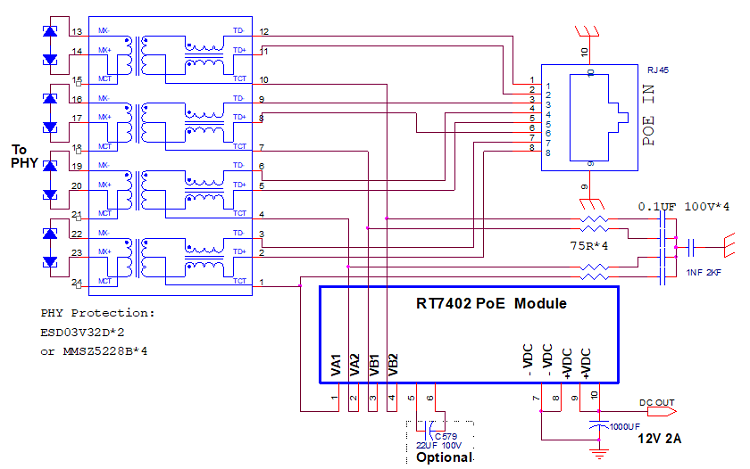 13 MX- TD- 12
14 MX+ TD+ 11
15 MCT TCT 10
16 MX- TD- 9
17 MX+ TD+ 8
18 MCT TCT 7
19 MX- TD- 6
20 MX+ TD+ 5
21 MCT TCT 4
22 MX- TD- 3
23 MX+ TD+ 2
24 MCT TCT 1
To
PHY
PHY Protection:
ESD03V32D*2
or MMSZ5228B*4
RJ45
10
10
1 1
2 2
3 3
4 4
5 5
6 6
7 7
8 8
POE IN
9
9
0.1UF 100V*4
75R*4
1NF 2KF
RT7402 PoE Module
VA1
VA2
VB1
VB2
- VDC
- VDC
+VDC
+VDC
1 2 3 4 5 6 7 8 9 10
C579
22UF 100V
Optional
DC OUT
1000UF
12V 2A